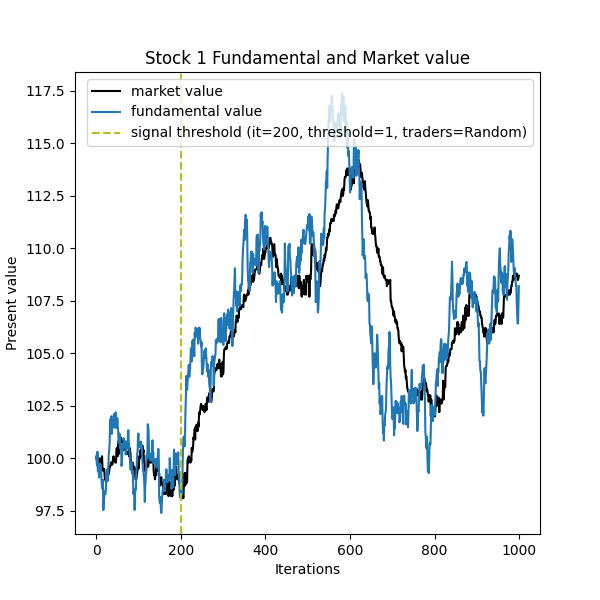 Stock 1 Fundamental and Market value
market value
fundamental value
signal threshold (it=200, threshold=1, traders=Random)
117.5
115.0
112.5
110.0
107.5
105.0
102.5
100.0
97.5
Present value
0 200 400 600 800 1000
Iterations